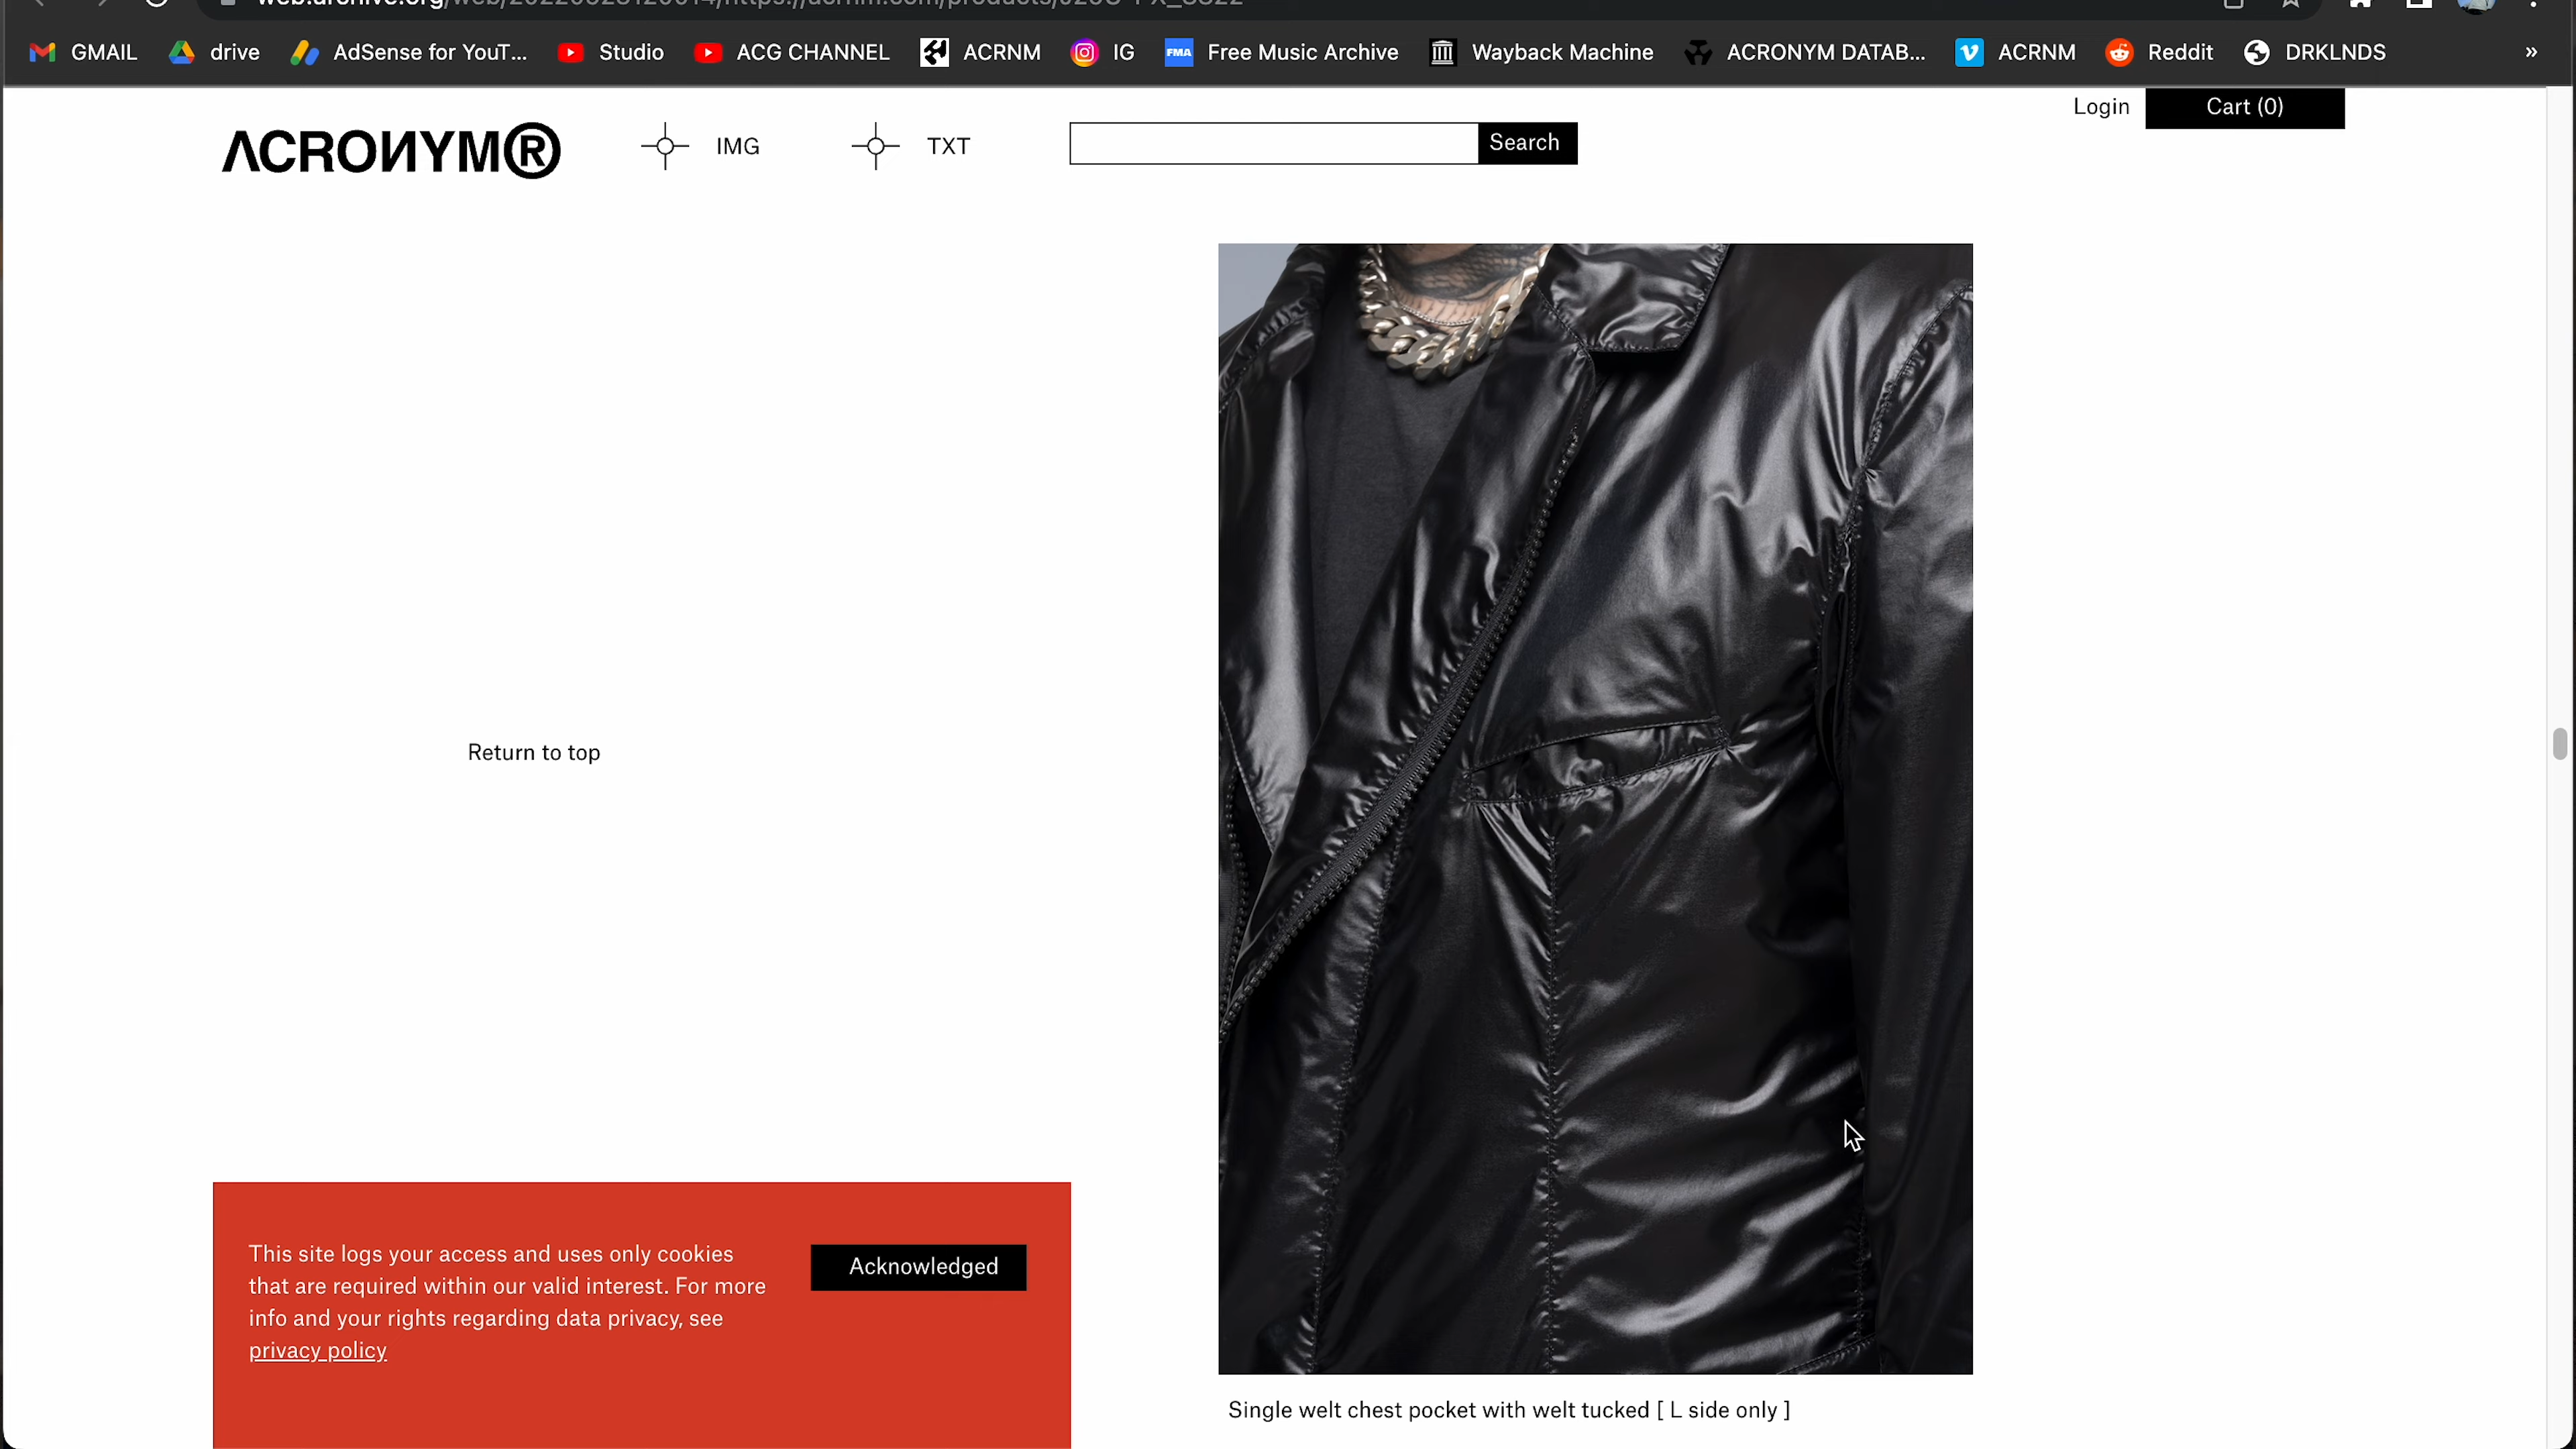 GMAIL drive AdSense for YouT... Studio ACG CHANNEL ACRNM IG FMA Free Music Archive Wayback Machine ACRONYM DATAB... ACRNM Reddit DRKLNDS »
Login Cart (0)
ΛCROИYM® IMG TXT Search
Return to top
This site logs your access and uses only cookies
that are required within our valid interest. For more
info and your rights regarding data privacy, see
privacy policy
Acknowledged
Single welt chest pocket with welt tucked [ L side only ]